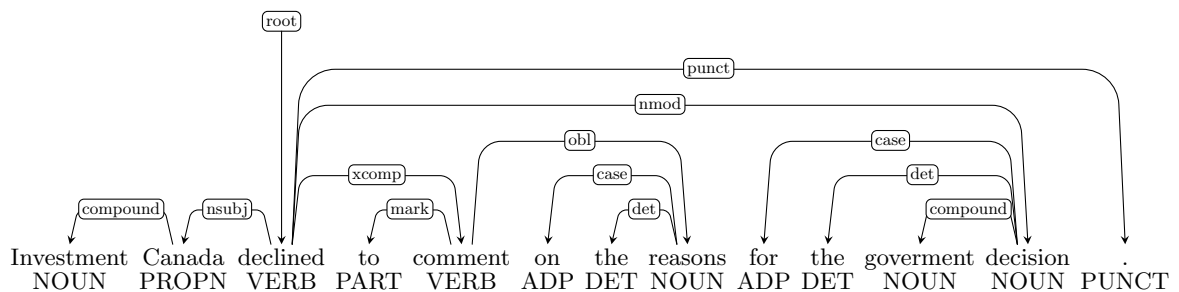 root
punct
nmod
obl case
xcomp case det
compound nsubj mark det compound
Investment Canada declined to comment on the reasons for the goverment decision .
NOUN PROPN VERB PART VERB ADP DET NOUN ADP DET NOUN NOUN PUNCT